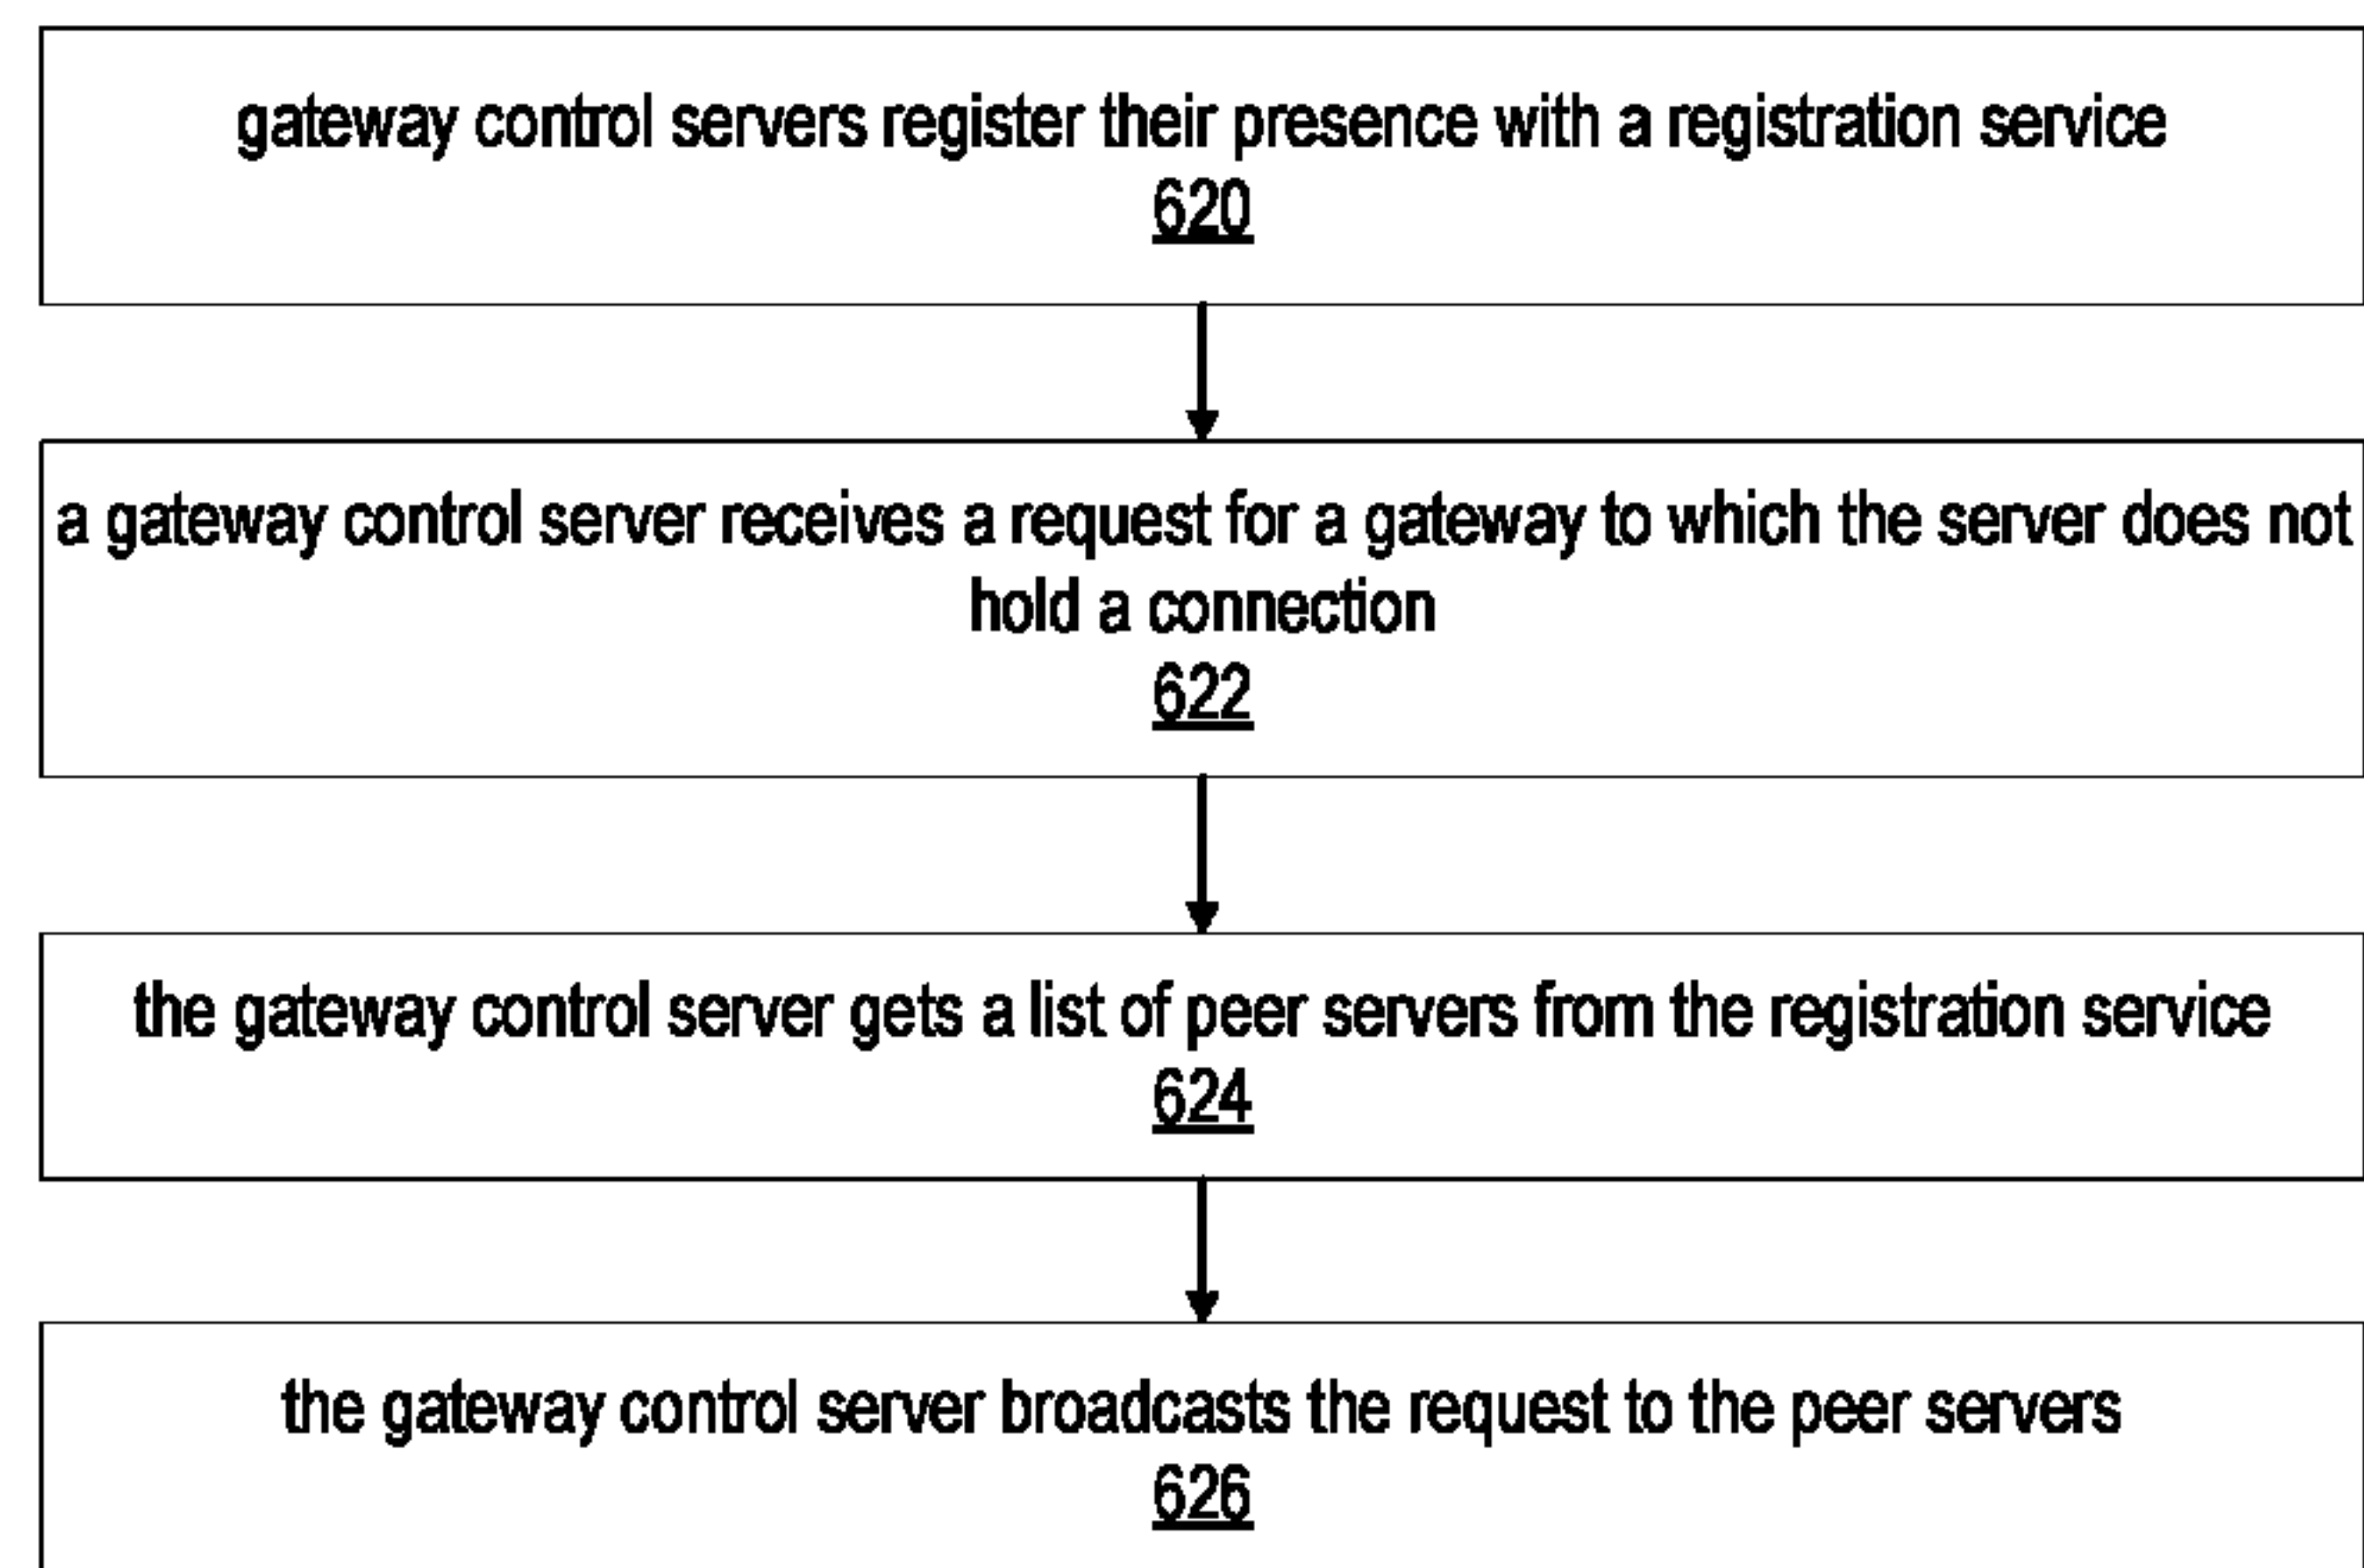 gateway control servers register their presence with a registration service
620
a gateway control server receives a request for a gateway to which the server does not
hold a connection
622
the gateway control server gets a list of peer servers from the registration service
624
the gateway control server broadcasts the request to the peer servers
626